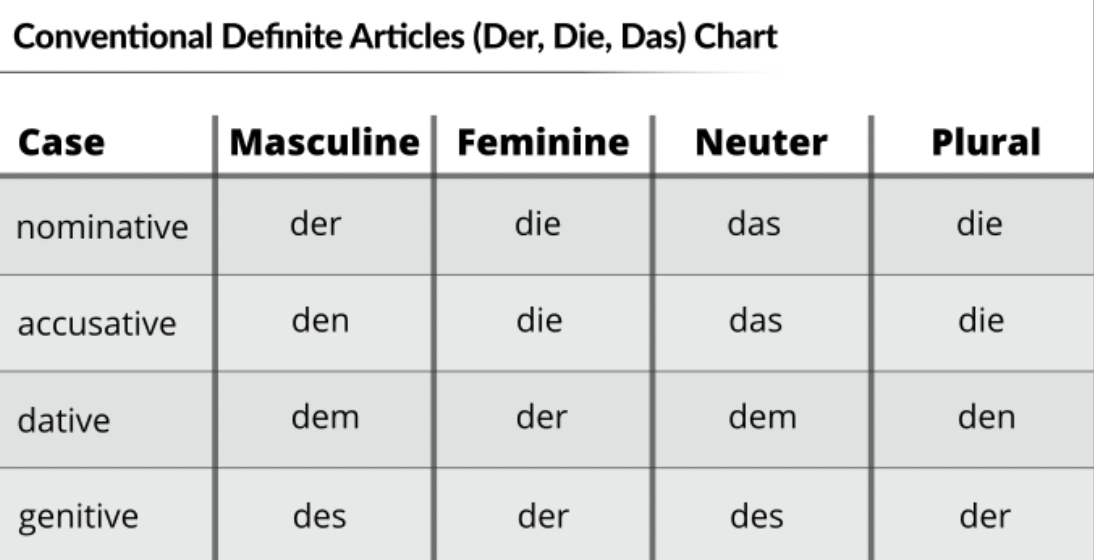 Conventional Definite Articles (Der, Die, Das) Chart
Case Masculine Feminine Neuter Plural
nominative der die das die
accusative den die das die
dative dem der dem den
genitive des der des der